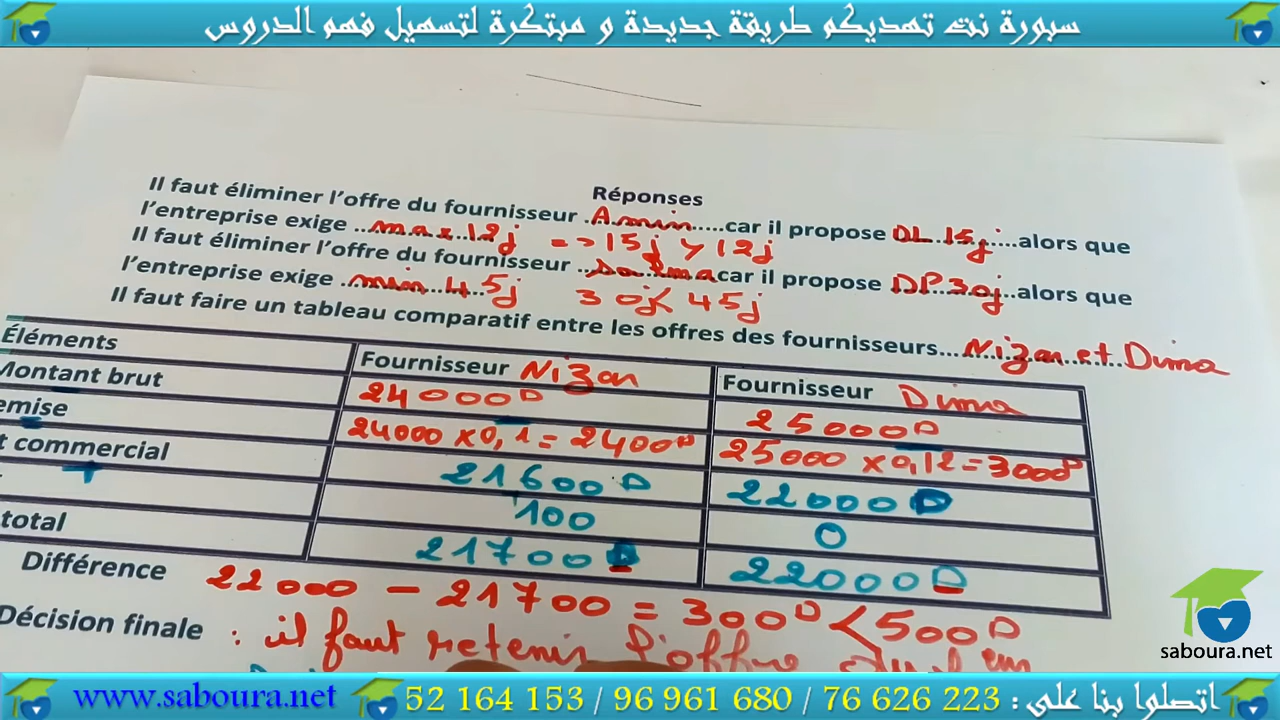 سبورة نت تهديكم طريقة جديدة و مبتكرة لتسهيل فهم الدروس
Réponses
Il faut éliminer l’offre du fournisseur ..Amin.....car il propose DL 15j....alors que
l’entreprise exige ...max 12j => 15j > 12j
Il faut éliminer l’offre du fournisseur ...Salma car il propose DP 30j...alors que
l’entreprise exige ..min 45j 30j < 45j
Il faut faire un tableau comparatif entre les offres des fournisseurs...Nizar et Dima
Éléments Fournisseur Nizar Fournisseur Dima
Montant brut 24000D 25000D
emise 24000 x 0,1 = 2400D 25000 x 0,12 = 3000D
t commercial 21600D 22000D
+ 100 0
total 21700D 22000D
Différence 22000 - 21700 = 300D < 500D
Décision finale : il faut retenir l'offre
saboura.net
www.saboura.net 52 164 153 / 96 961 680 / 76 626 223 : اتصلوا بنا على